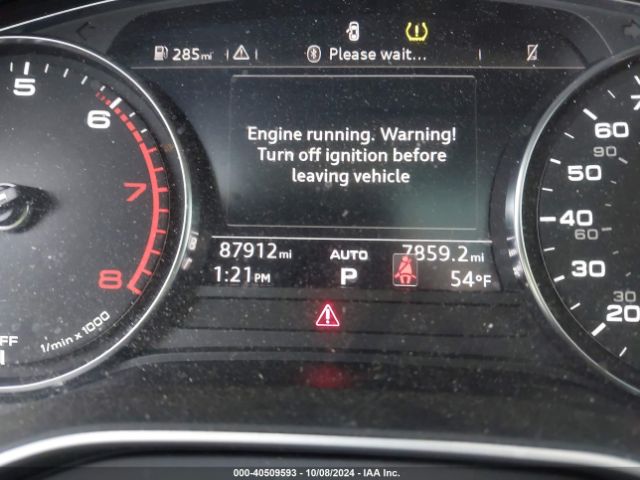 285mi
Please wait...
Engine running. Warning!
Turn off ignition before
leaving vehicle
87912mi
AUTO
7859.2mi
1:21PM
P
54°F
5
6
7
8
1/min x 1000
60
90
50
40
60
30
30
20
000-40509593 - 10/08/2024 - IAA Inc.